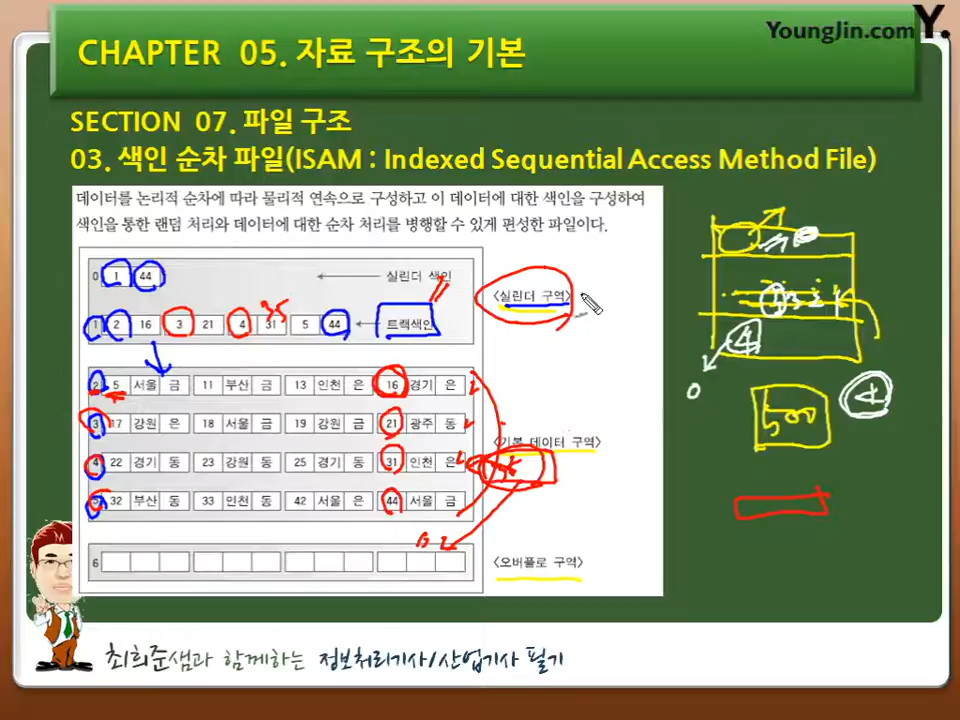 YoungJin.com Y.
CHAPTER 05. 자료 구조의 기본
SECTION 07. 파일 구조
03. 색인 순차 파일(ISAM : Indexed Sequential Access Method File)
데이터를 논리적 순차에 따라 물리적 연속으로 구성하고 이 데이터에 대한 색인을 구성하여
색인을 통한 랜덤 처리와 데이터에 대한 순차 처리를 병행할 수 있게 편성한 파일이다.
0 1 44 실린더 색인
〈실린더 구역〉
35
1 2 16 3 21 4 31 5 44 트랙색인
2 5 서울 금 11 부산 금 13 인천 은 16 경기 은
3 17 강원 은 18 서울 금 19 강원 금 21 광주 동
〈기본 데이터 구역〉
4 22 경기 동 23 강원 동 25 경기 동 31 인천 은
5 32 부산 동 33 인천 동 42 서울 은 44 서울 금
6
〈오버플로 구역〉
4
0
500
4
최희준샘과 함께하는 정보처리기사/산업기사 필기